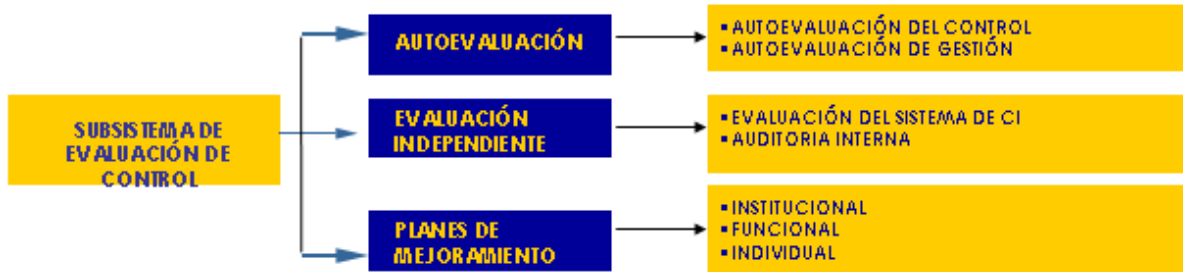 SUBSISTEMA DE
EVALUACIÓN DE
CONTROL
AUTOEVALUACIÓN
▪ AUTOEVALUACIÓN DEL CONTROL
▪ AUTOEVALUACIÓN DE GESTIÓN
EVALUACIÓN
INDEPENDIENTE
▪ EVALUACIÓN DEL SISTEMA DE CI
▪ AUDITORIA INTERNA
PLANES DE
MEJORAMIENTO
▪ INSTITUCIONAL
▪ FUNCIONAL
▪ INDIVIDUAL